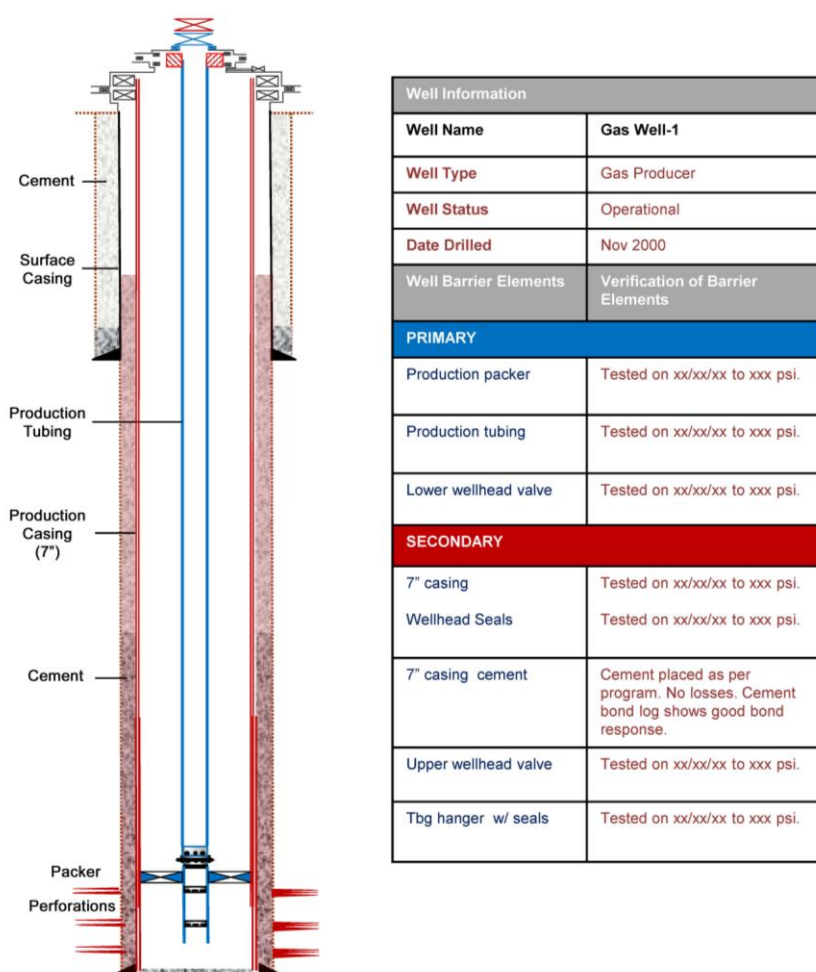 Cement
Surface
Casing
Production
Tubing
Production
Casing
(7")
Cement
Packer
Perforations
Well Information
Well Name Gas Well-1
Well Type Gas Producer
Well Status Operational
Date Drilled Nov 2000
Well Barrier Elements Verification of Barrier
Elements
PRIMARY
Production packer Tested on xx/xx/xx to xxx psi.
Production tubing Tested on xx/xx/xx to xxx psi.
Lower wellhead valve Tested on xx/xx/xx to xxx psi.
SECONDARY
7" casing Tested on xx/xx/xx to xxx psi.
Wellhead Seals Tested on xx/xx/xx to xxx psi.
7" casing cement Cement placed as per
program. No losses. Cement
bond log shows good bond
response.
Upper wellhead valve Tested on xx/xx/xx to xxx psi.
Tbg hanger w/ seals Tested on xx/xx/xx to xxx psi.